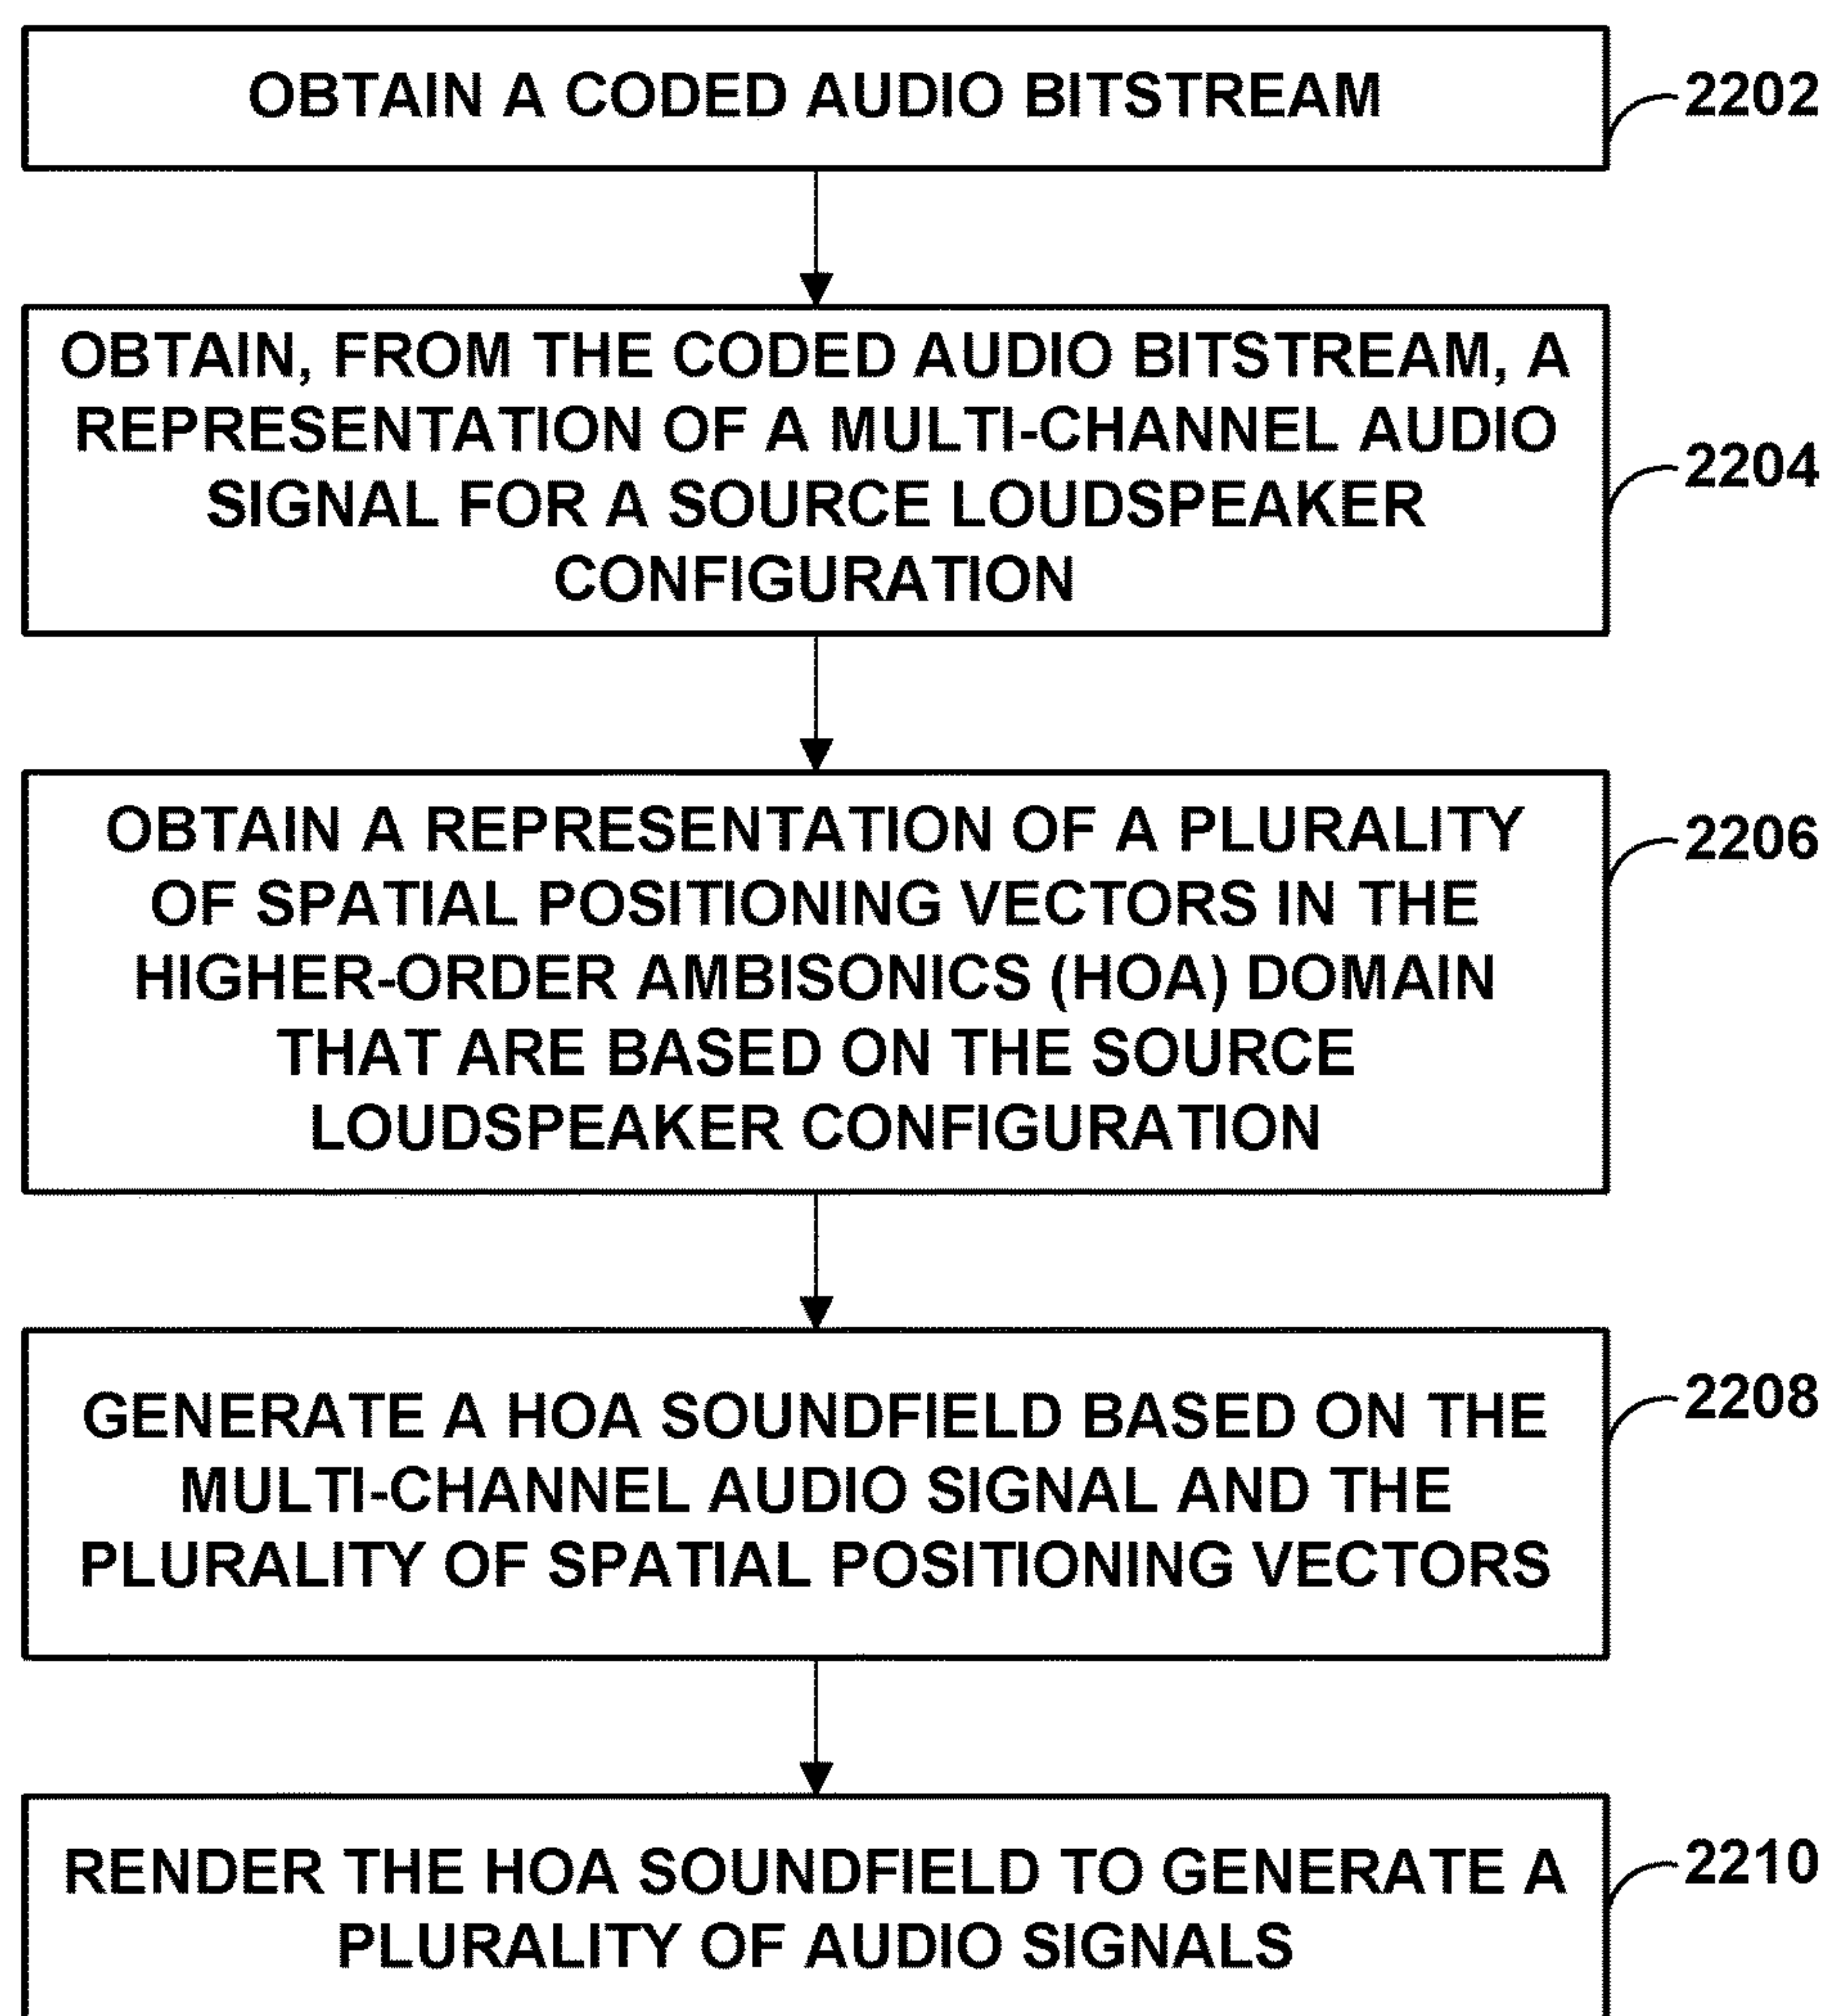 OBTAIN A CODED AUDIO BITSTREAM
2202
OBTAIN, FROM THE CODED AUDIO BITSTREAM, A
REPRESENTATION OF A MULTI-CHANNEL AUDIO
SIGNAL FOR A SOURCE LOUDSPEAKER
CONFIGURATION
2204
OBTAIN A REPRESENTATION OF A PLURALITY
OF SPATIAL POSITIONING VECTORS IN THE
HIGHER-ORDER AMBISONICS (HOA) DOMAIN
THAT ARE BASED ON THE SOURCE
LOUDSPEAKER CONFIGURATION
2206
GENERATE A HOA SOUNDFIELD BASED ON THE
MULTI-CHANNEL AUDIO SIGNAL AND THE
PLURALITY OF SPATIAL POSITIONING VECTORS
2208
RENDER THE HOA SOUNDFIELD TO GENERATE A
PLURALITY OF AUDIO SIGNALS
2210